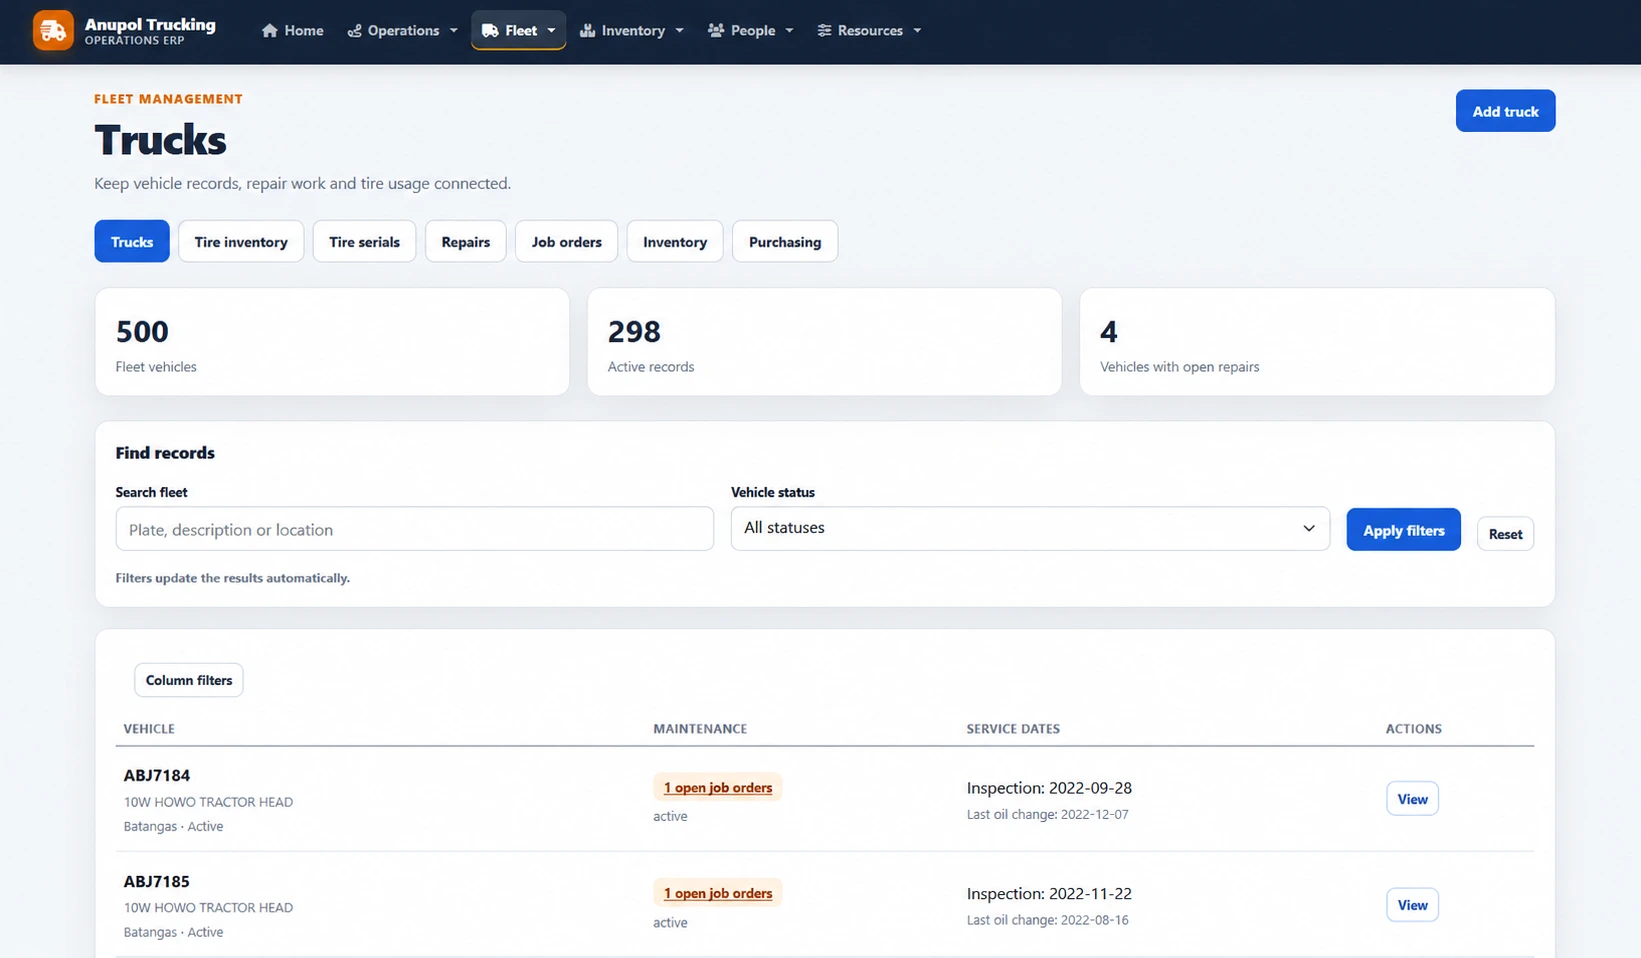 Anupol Trucking
OPERATIONS ERP
Home
Operations
Fleet
Inventory
People
Resources
FLEET MANAGEMENT
Trucks
Keep vehicle records, repair work and tire usage connected.
Add truck
Trucks
Tire inventory
Tire serials
Repairs
Job orders
Inventory
Purchasing
500
Fleet vehicles
298
Active records
4
Vehicles with open repairs
Find records
Search fleet
Plate, description or location
Vehicle status
All statuses
Apply filters
Reset
Filters update the results automatically.
Column filters
VEHICLE
MAINTENANCE
SERVICE DATES
ACTIONS
ABJ7184
10W HOWO TRACTOR HEAD
Batangas · Active
1 open job orders
active
Inspection: 2022-09-28
Last oil change: 2022-12-07
View
ABJ7185
10W HOWO TRACTOR HEAD
Batangas · Active
1 open job orders
active
Inspection: 2022-11-22
Last oil change: 2022-08-16
View